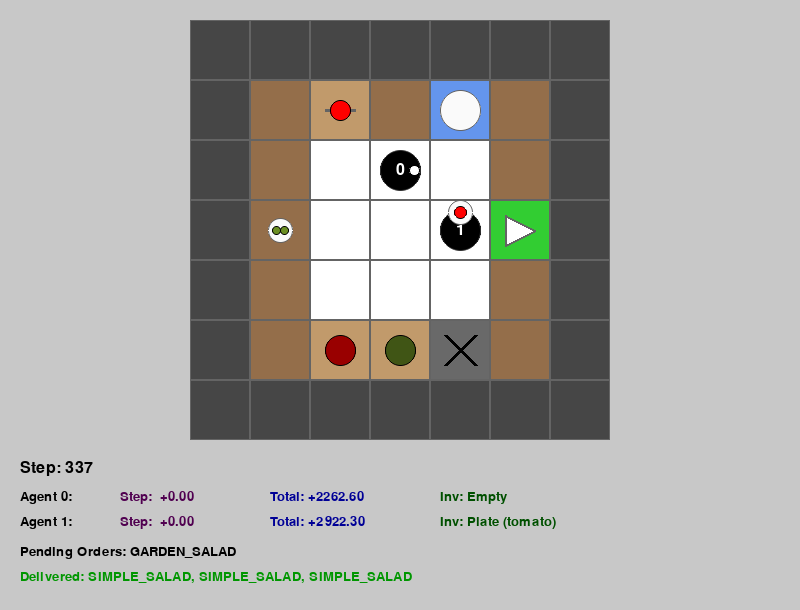 0
1
Step: 337
Agent 0: Step: +0.00 Total: +2262.60 Inv: Empty
Agent 1: Step: +0.00 Total: +2922.30 Inv: Plate (tomato)
Pending Orders: GARDEN_SALAD
Delivered: SIMPLE_SALAD, SIMPLE_SALAD, SIMPLE_SALAD